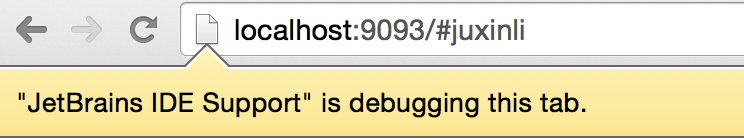 localhost:9093/#juxinli
"JetBrains IDE Support" is debugging this tab.